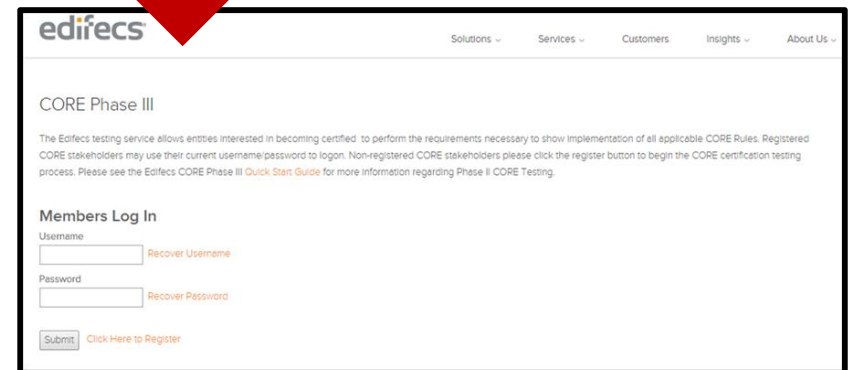 edifecs
Solutions Services Customers Insights About Us
CORE Phase III
The Edifecs testing service allows entities interested in becoming certified to perform the requirements necessary to show implementation of all applicable CORE Rules. Registered
CORE stakeholders may use their current username/password to logon. Non-registered CORE stakeholders please click the register button to begin the CORE certification testing
process. Please see the Edifecs CORE Phase III Quick Start Guide for more information regarding Phase II CORE Testing.
Members Log In
Username
Recover Username
Password
Recover Password
Submit Click Here to Register